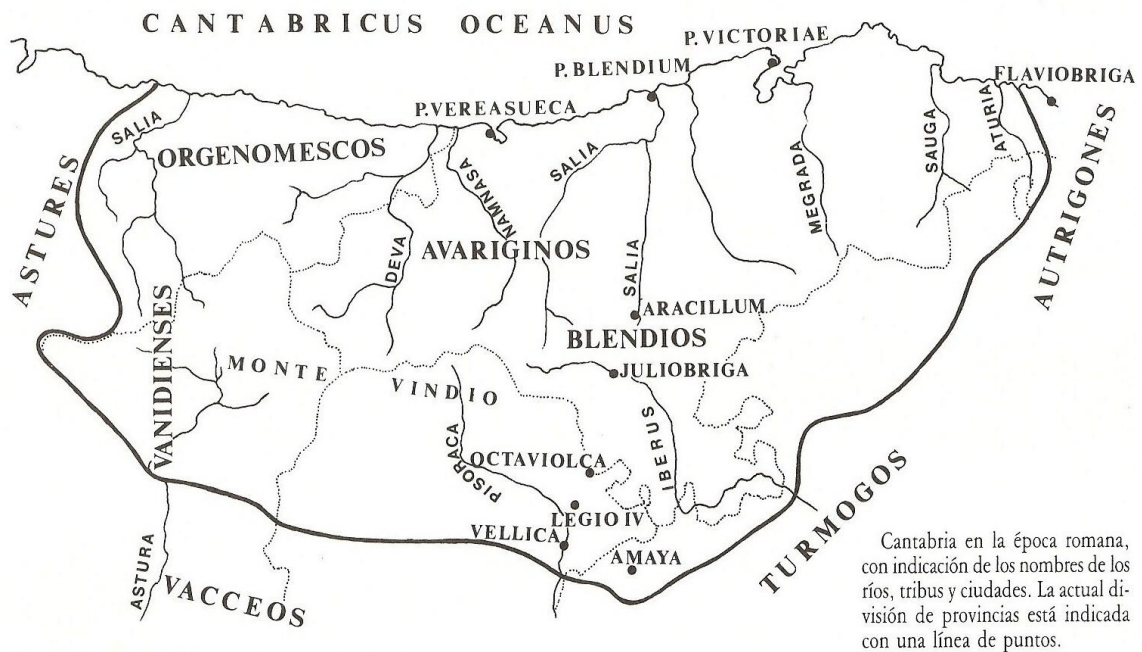 CANTABRICUS OCEANUS
P. VICTORIAE
P. BLENDIUM
FLAVIOBRIGA
P. VEREASUECA
SALIA
ORGENOMESCOS
SALIA
SAUGA
ATURIA
AUTRIGONES
ASTURES
NAMNASA
MEGRADA
DEVA
AVARIGINOS
SALIA
ARACILLUM
BLENDIOS
VANIDIENSES
MONTE VINDIO
JULIOBRIGA
IBERUS
PISORACA
OCTAVIOLCA
LEGIO IV
VELLICA
AMAYA
TURMOGOS
ASTURA
VACCEOS
Cantabria en la época romana,
con indicación de los nombres de los
ríos, tribus y ciudades. La actual di-
visión de provincias está indicada
con una línea de puntos.